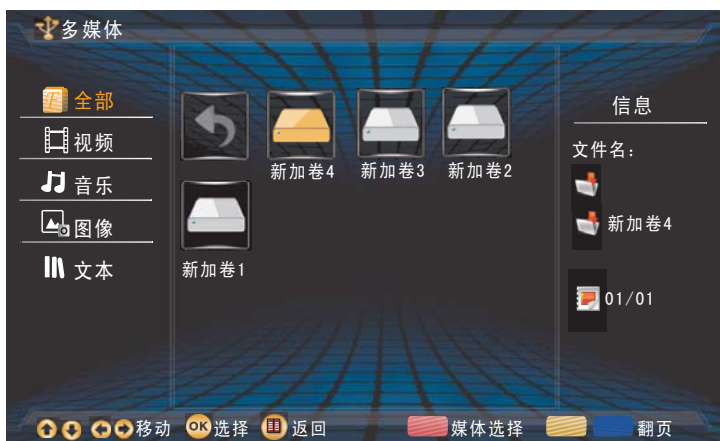 多媒体
全部
视频
音乐
图像
文本
新加卷4 新加卷3 新加卷2
新加卷1
信息
文件名：
新加卷4
01/01
移动 OK 选择 返回 媒体选择 翻页